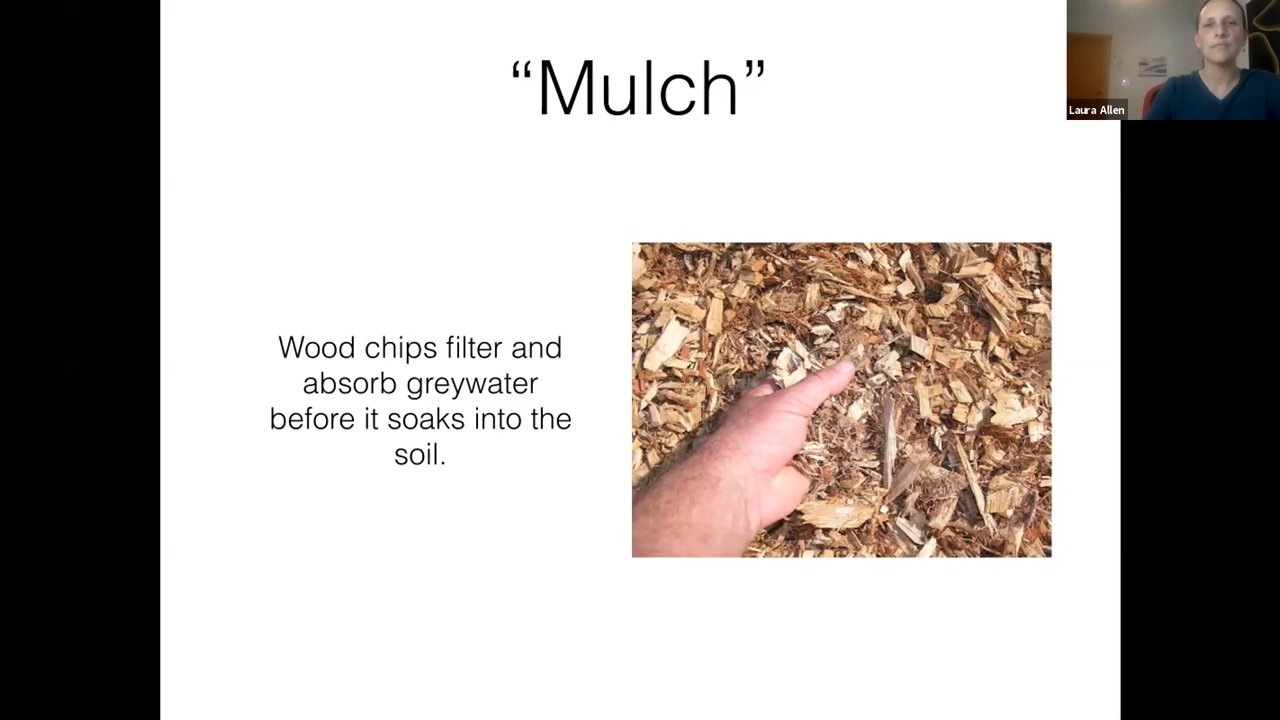 “Mulch”
Laura Allen
Wood chips filter and
absorb greywater
before it soaks into the
soil.